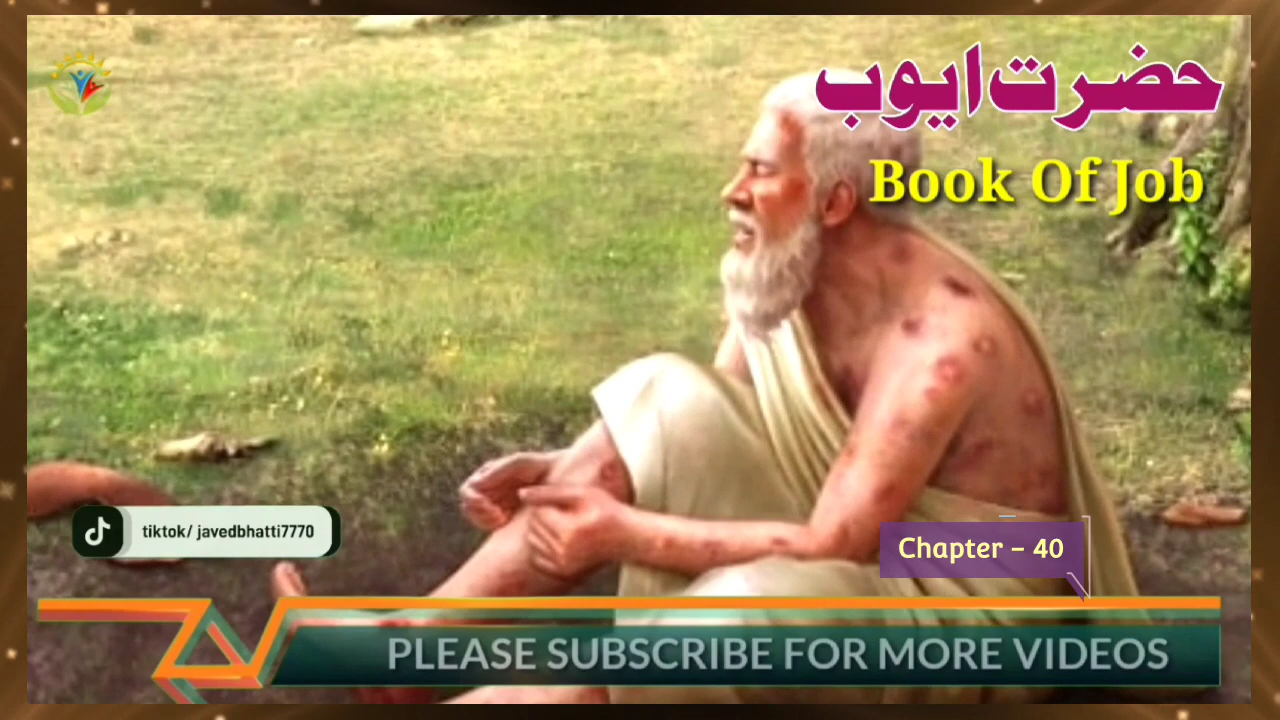 حضرت ایوب
Book Of Job
tiktok/ javedbhatti7770
Chapter – 40
PLEASE SUBSCRIBE FOR MORE VIDEOS